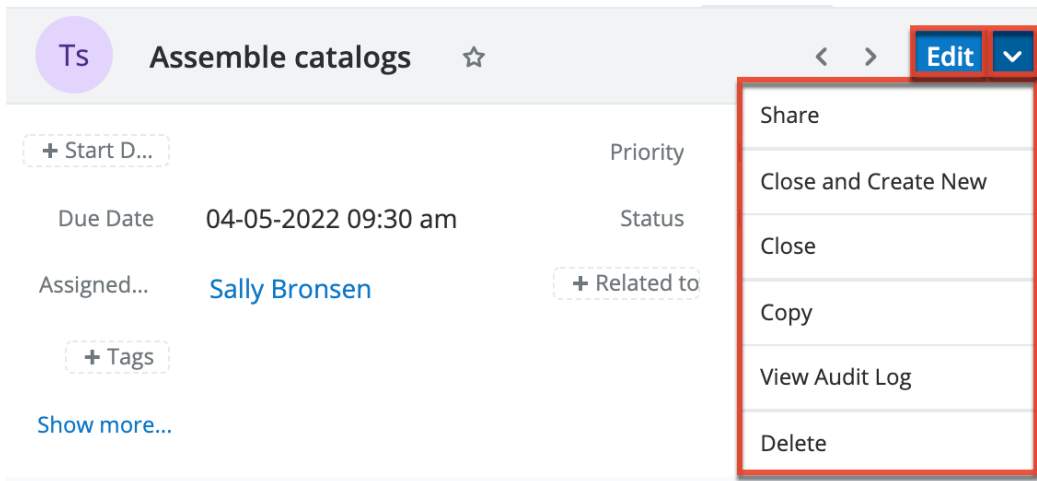 Ts
Assemble catalogs
Edit
+ Start D...
Priority
Due Date
04-05-2022 09:30 am
Status
Assigned...
Sally Bronsen
+ Related to
+ Tags
Show more...
Share
Close and Create New
Close
Copy
View Audit Log
Delete